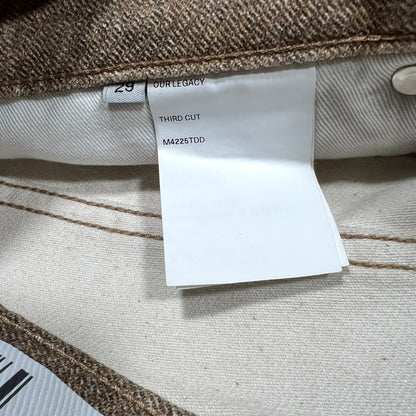 29
OUR LEGACY
THIRD CUT
M4225TDD